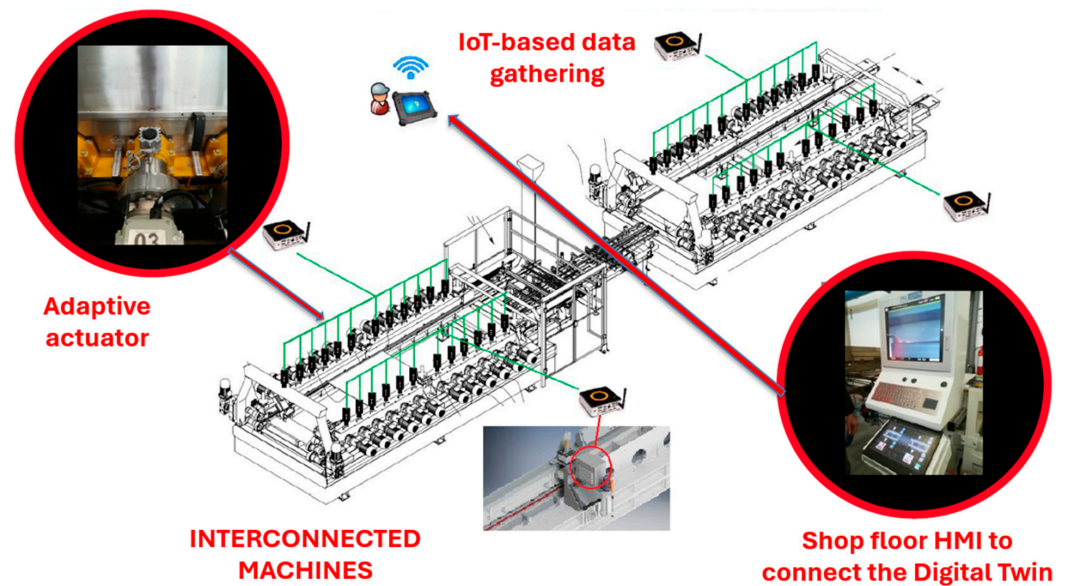 IoT-based data
gathering
03
Adaptive
actuator
INTERCONNECTED
MACHINES
Shop floor HMI to
connect the Digital Twin